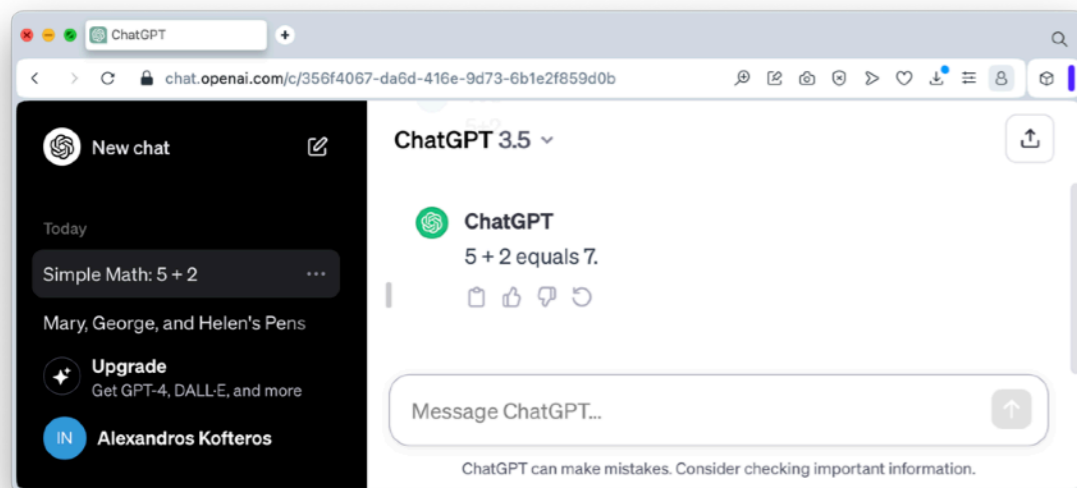 ChatGPT
chat.openai.com/c/356f4067-da6d-416e-9d73-6b1e2f859d0b
New chat
Today
Simple Math: 5 + 2
Mary, George, and Helen's Pens
Upgrade
Get GPT-4, DALL·E, and more
IN
Alexandros Kofteros
5+2
ChatGPT 3.5
ChatGPT
5 + 2 equals 7.
Message ChatGPT...
ChatGPT can make mistakes. Consider checking important information.